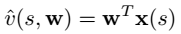 v̂(s, 𝐰) = 𝐰ᵀ𝐱(s)